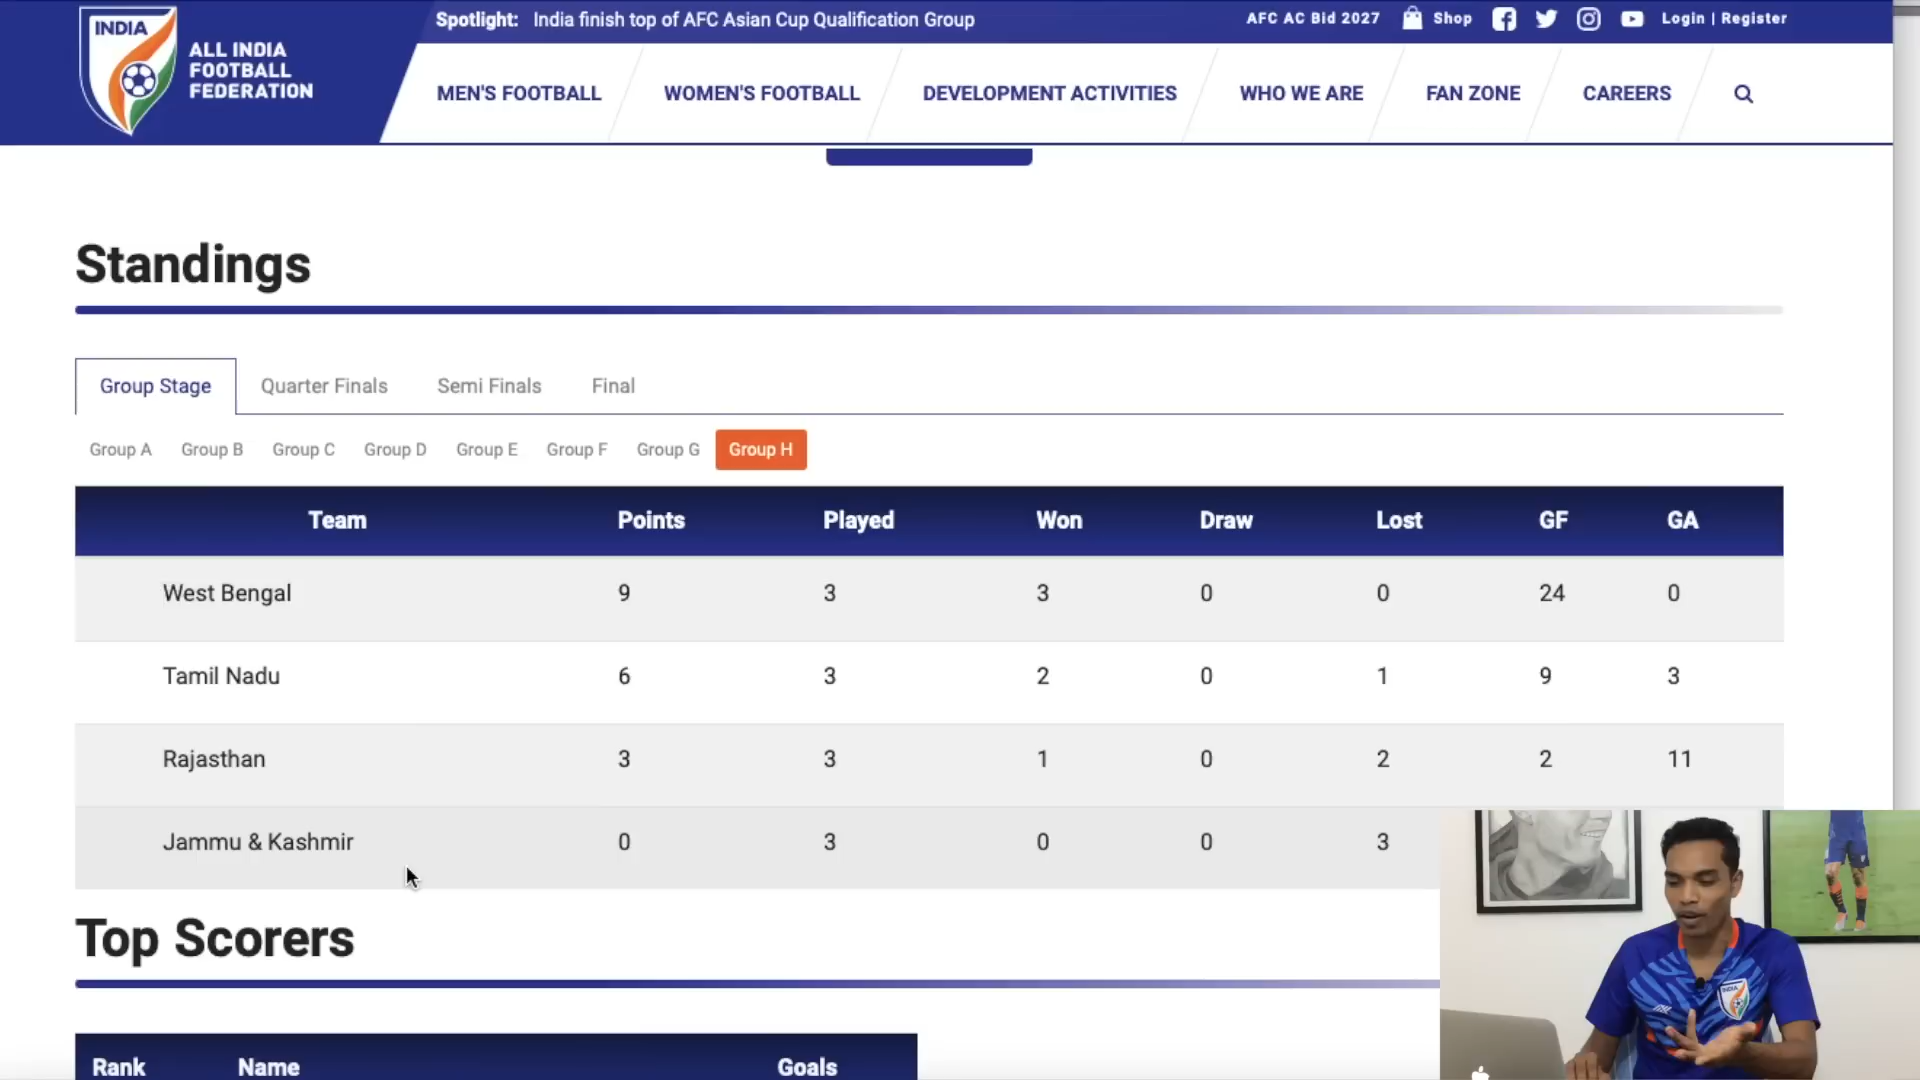 INDIA
ALL INDIA
FOOTBALL
FEDERATION
Spotlight: India finish top of AFC Asian Cup Qualification Group
AFC AC Bid 2027 Shop Login | Register
MEN'S FOOTBALL WOMEN'S FOOTBALL DEVELOPMENT ACTIVITIES WHO WE ARE FAN ZONE CAREERS
Standings
Group Stage Quarter Finals Semi Finals Final
Group A Group B Group C Group D Group E Group F Group G Group H
Team Points Played Won Draw Lost GF GA
West Bengal 9 3 3 0 0 24 0
Tamil Nadu 6 3 2 0 1 9 3
Rajasthan 3 3 1 0 2 2 11
Jammu & Kashmir 0 3 0 0 3
Top Scorers
Rank Name Goals
INDIA